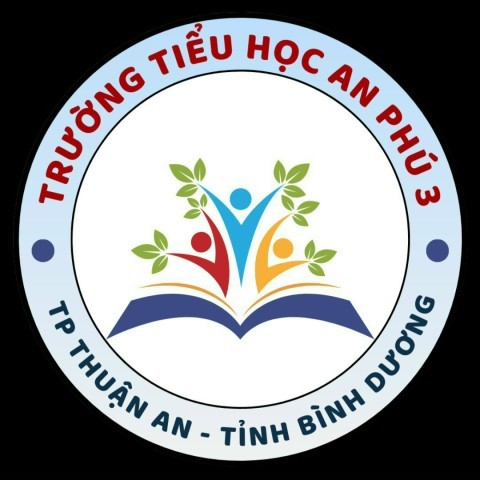 TRƯỜNG TIỂU HỌC AN PHÚ 3
TP THUẬN AN - TỈNH BÌNH DƯƠNG